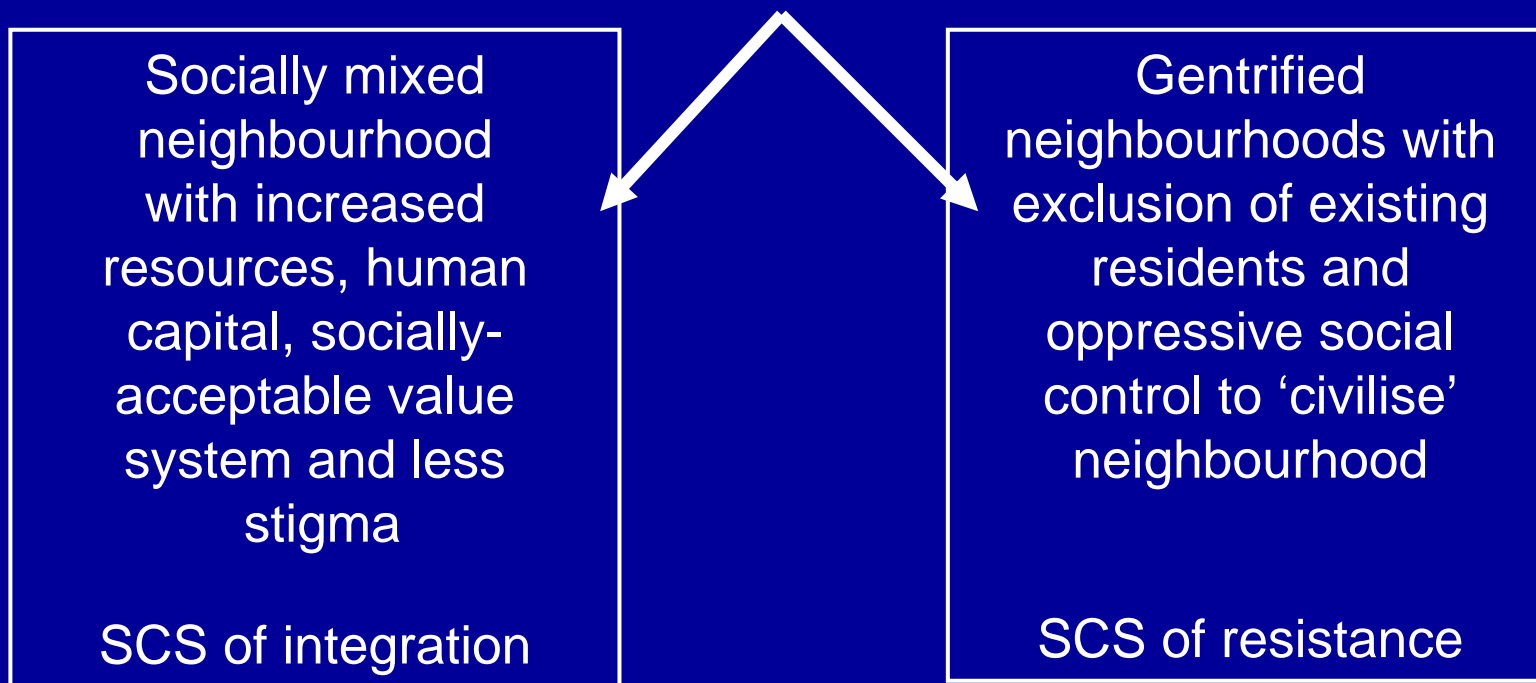 Socially mixed
neighbourhood
with increased
resources, human
capital, socially-
acceptable value
system and less
stigma
SCS of integration
Gentrified
neighbourhoods with
exclusion of existing
residents and
oppressive social
control to ‘civilise’
neighbourhood
SCS of resistance